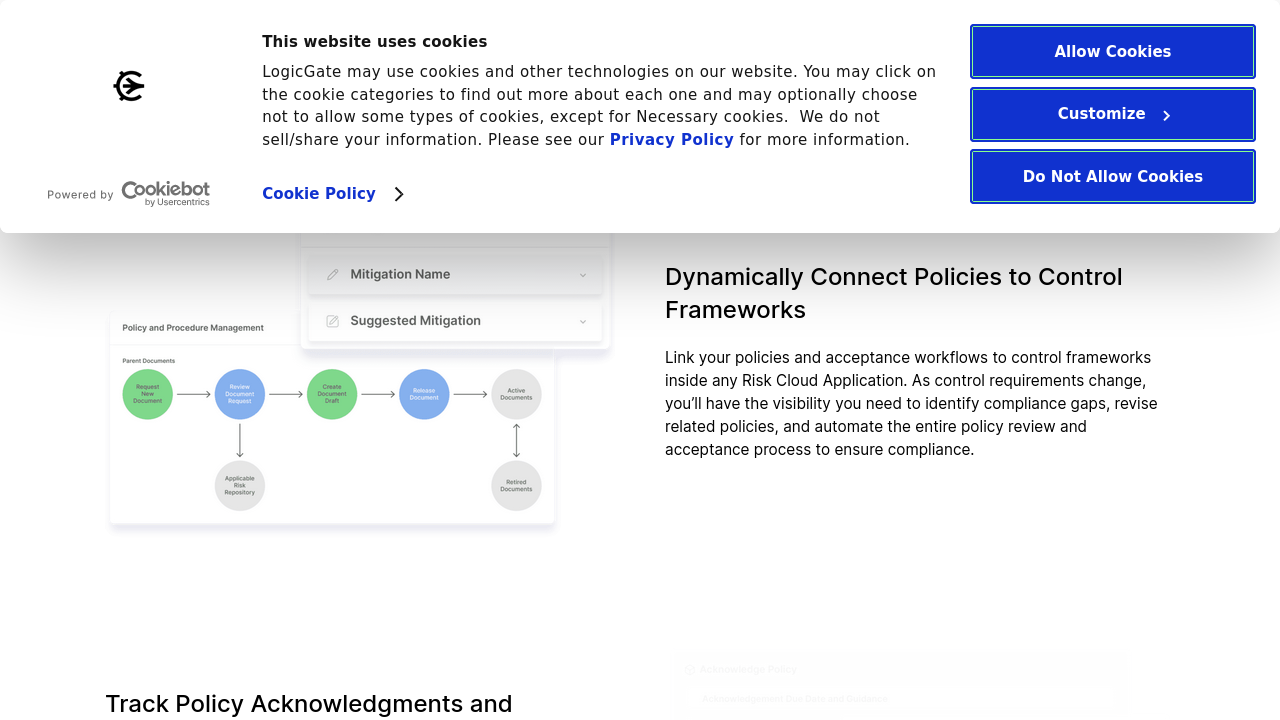 This website uses cookies
LogicGate may use cookies and other technologies on our website. You may click on
the cookie categories to find out more about each one and may optionally choose
not to allow some types of cookies, except for Necessary cookies.  We do not
sell/share your information. Please see our Privacy Policy for more information.
Powered by Cookiebot
by Usercentrics
Cookie Policy
Allow Cookies
Customize
Do Not Allow Cookies
Mitigation Name
Suggested Mitigation
Policy and Procedure Management
Parent Documents
Request
New
Document
Review
Document
Request
Create
Document
Draft
Release
Document
Active
Documents
Applicable
Risk
Repository
Retired
Documents
Dynamically Connect Policies to Control
Frameworks
Link your policies and acceptance workflows to control frameworks
inside any Risk Cloud Application. As control requirements change,
you’ll have the visibility you need to identify compliance gaps, revise
related policies, and automate the entire policy review and
acceptance process to ensure compliance.
Track Policy Acknowledgments and
Acknowledge Policy
Acknowledgement Due Date and Guidance